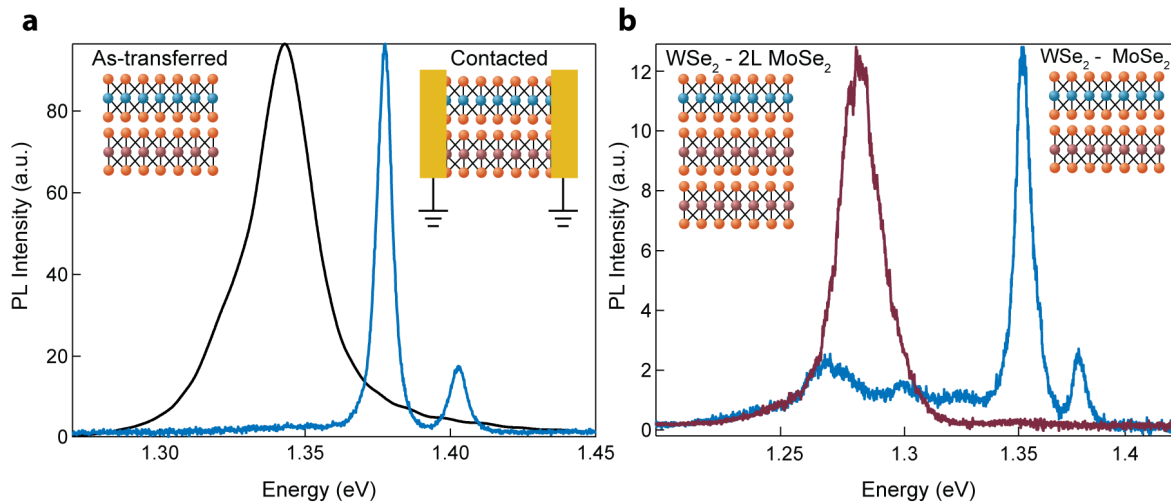 a
As-transferred
Contacted
80
60
40
20
0
1.30
1.35
1.40
1.45
PL Intensity (a.u.)
Energy (eV)
b
WSe₂ - 2L MoSe₂
WSe₂ - MoSe₂
12
10
8
6
4
2
0
1.25
1.3
1.35
1.4
PL Intensity (a.u.)
Energy (eV)